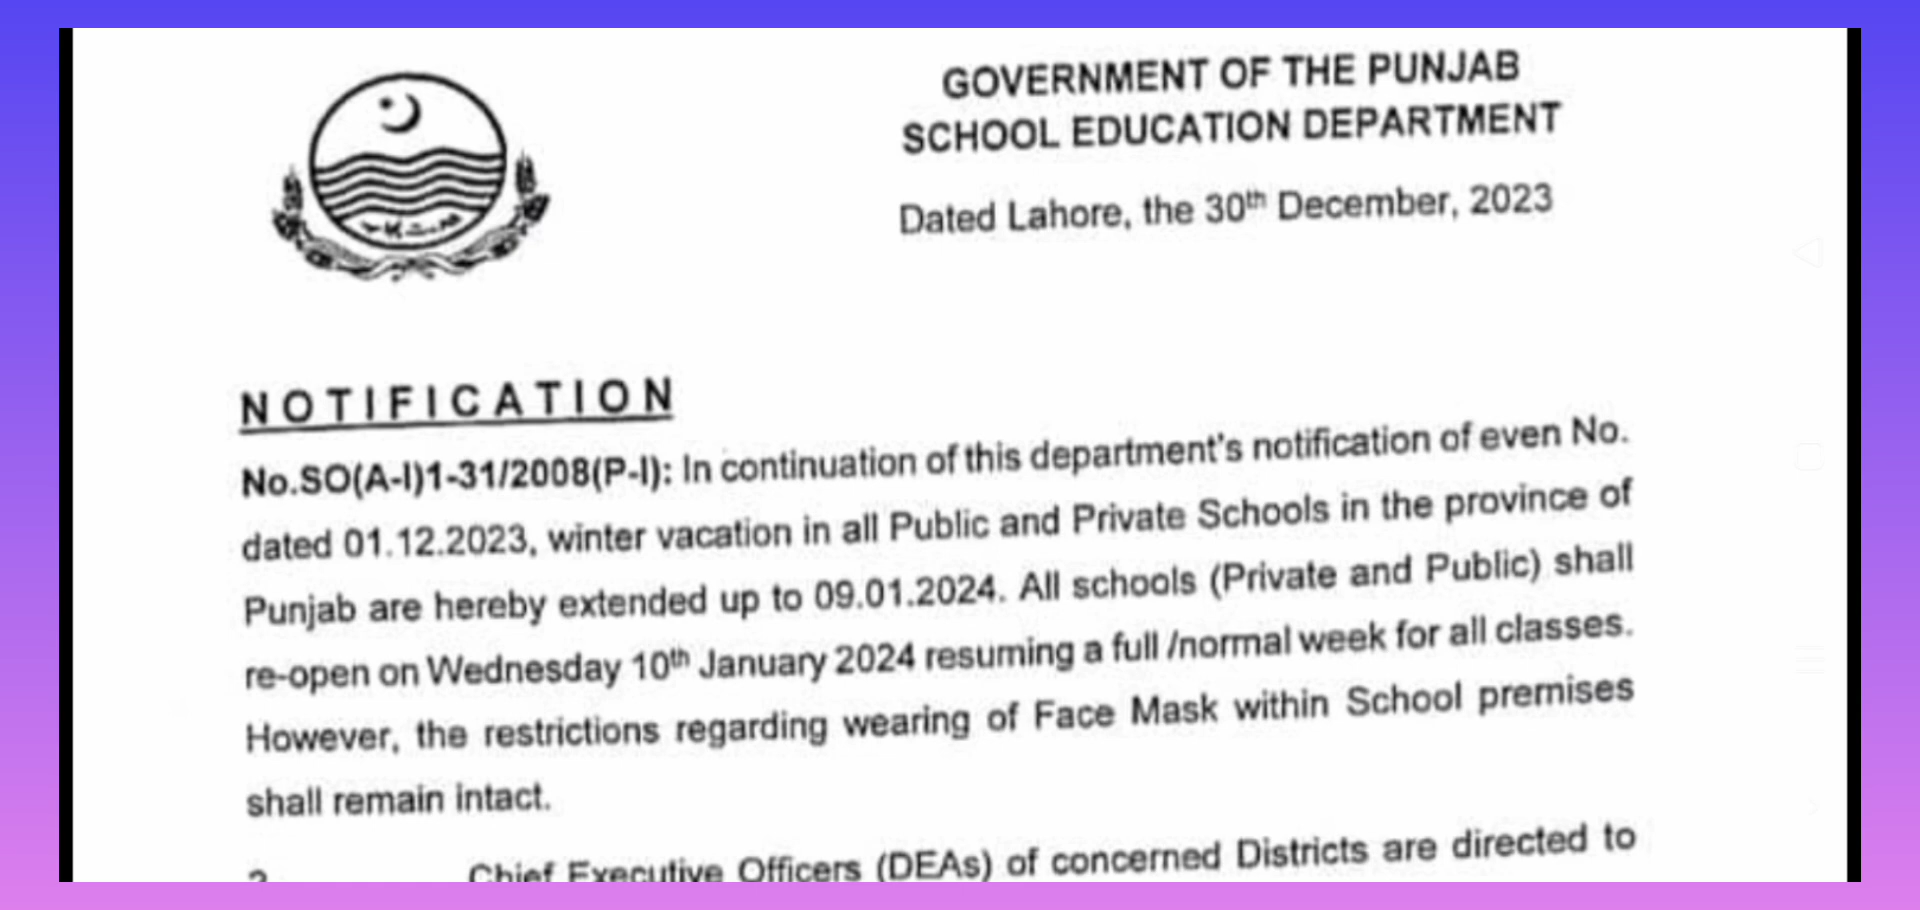 GOVERNMENT OF THE PUNJAB
SCHOOL EDUCATION DEPARTMENT
Dated Lahore, the 30th December, 2023
NOTIFICATION
No.SO(A-I)1-31/2008(P-I): In continuation of this department's notification of even No.
dated 01.12.2023, winter vacation in all Public and Private Schools in the province of
Punjab are hereby extended up to 09.01.2024. All schools (Private and Public) shall
re-open on Wednesday 10th January 2024 resuming a full /normal week for all classes.
However, the restrictions regarding wearing of Face Mask within School premises
shall remain intact.
2 Chief Executive Officers (DEAs) of concerned Districts are directed to